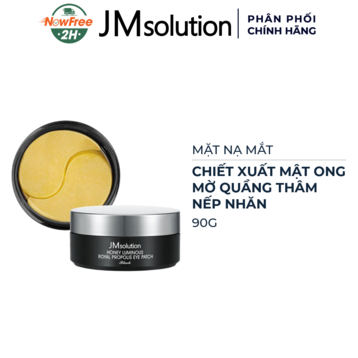 NowFree
2H
JMsolution
PHÂN PHỐI
CHÍNH HÃNG
MẶT NẠ MẮT
CHIẾT XUẤT MẬT ONG
MỜ QUẦNG THÂM
NẾP NHĂN
90G
JMsolution
HONEY LUMINOUS
ROYAL PROPOLIS EYE PATCH
Black